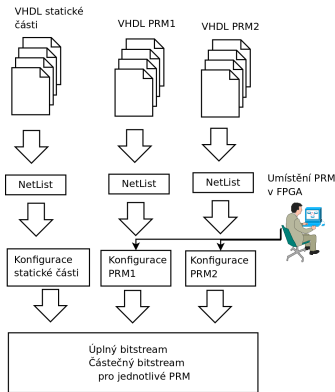 VHDL statické
části
VHDL PRM1
VHDL PRM2
NetList
NetList
NetList
Umístění PRM
v FPGA
Konfigurace
statické části
Konfigurace
PRM1
Konfigurace
PRM2
Úplný bitstream
Částečný bitstream
pro jednotlivé PRM